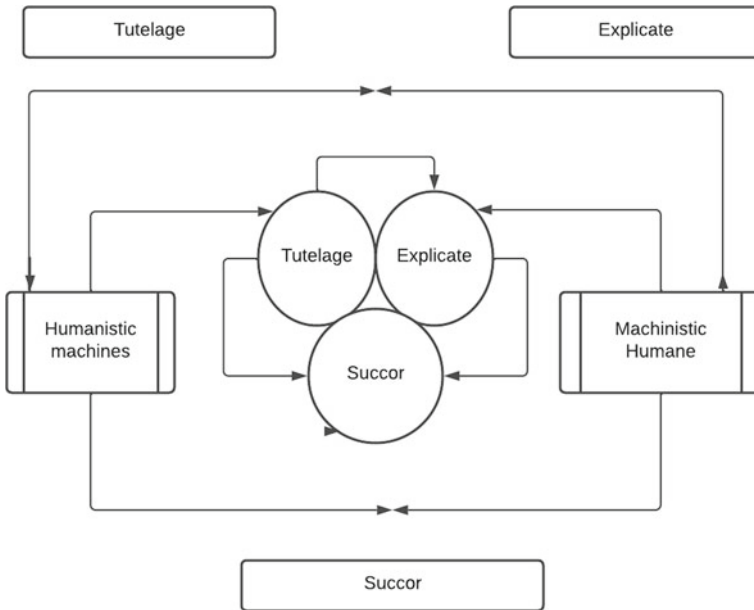 Tutelage
Explicate
Tutelage
Explicate
Humanistic
machines
Machinistic
Humane
Succor
Succor